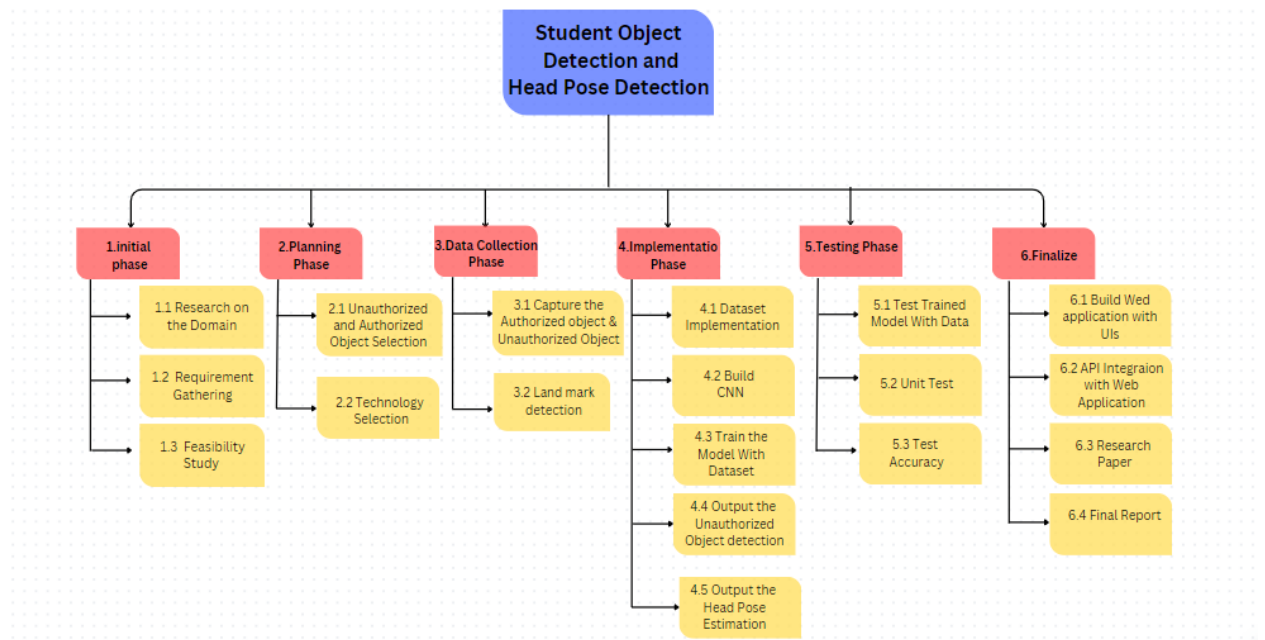 Student Object
Detection and
Head Pose Detection
1.initial
phase
1.1 Research on
the Domain
1.2 Requirement
Gathering
1.3 Feasibility
Study
2.Planning
Phase
2.1 Unauthorized
and Authorized
Object Selection
2.2 Technology
Selection
3.Data Collection
Phase
3.1 Capture the
Authorized object &
Unauthorized Object
3.2 Land mark
detection
4.Implementatio
Phase
4.1 Dataset
Implementation
4.2 Build
CNN
4.3 Train the
Model With
Dataset
4.4 Output the
Unauthorized
Object detection
4.5 Output the
Head Pose
Estimation
5.Testing Phase
5.1 Test Trained
Model With Data
5.2 Unit Test
5.3 Test
Accuracy
6.Finalize
6.1 Build Wed
application with
UIs
6.2 API Integraion
with Web
Application
6.3 Research
Paper
6.4 Final Report